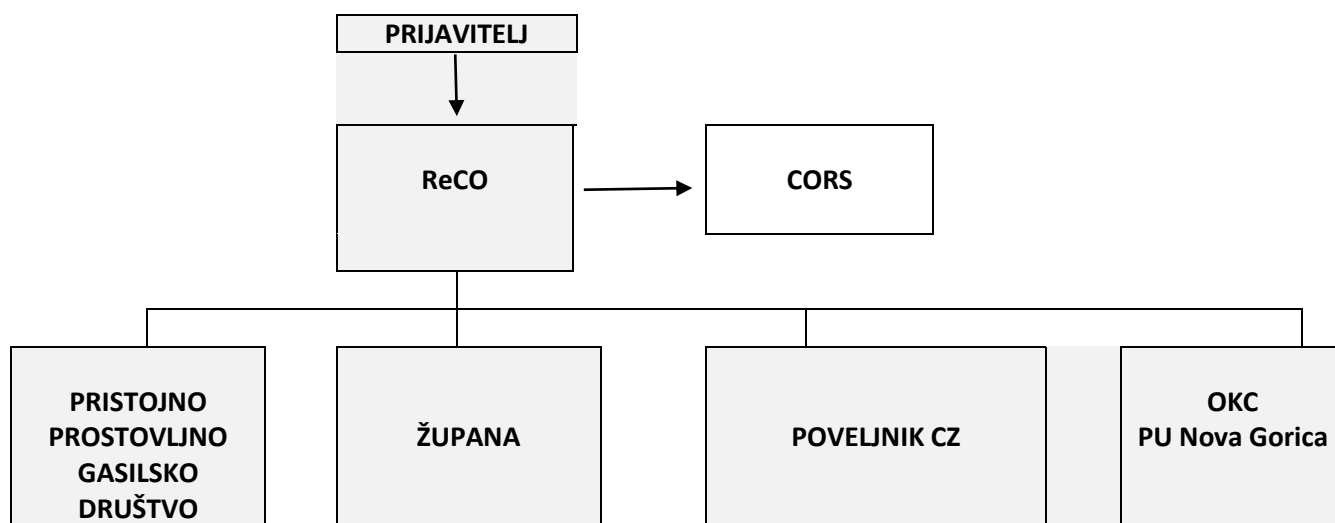 PRIJAVITELJ
ReCO
CORS
PRISTOJNO
PROSTOVLJNO
GASILSKO
DRUŠTVO
ŽUPANA
POVELJNIK CZ
OKC
PU Nova Gorica